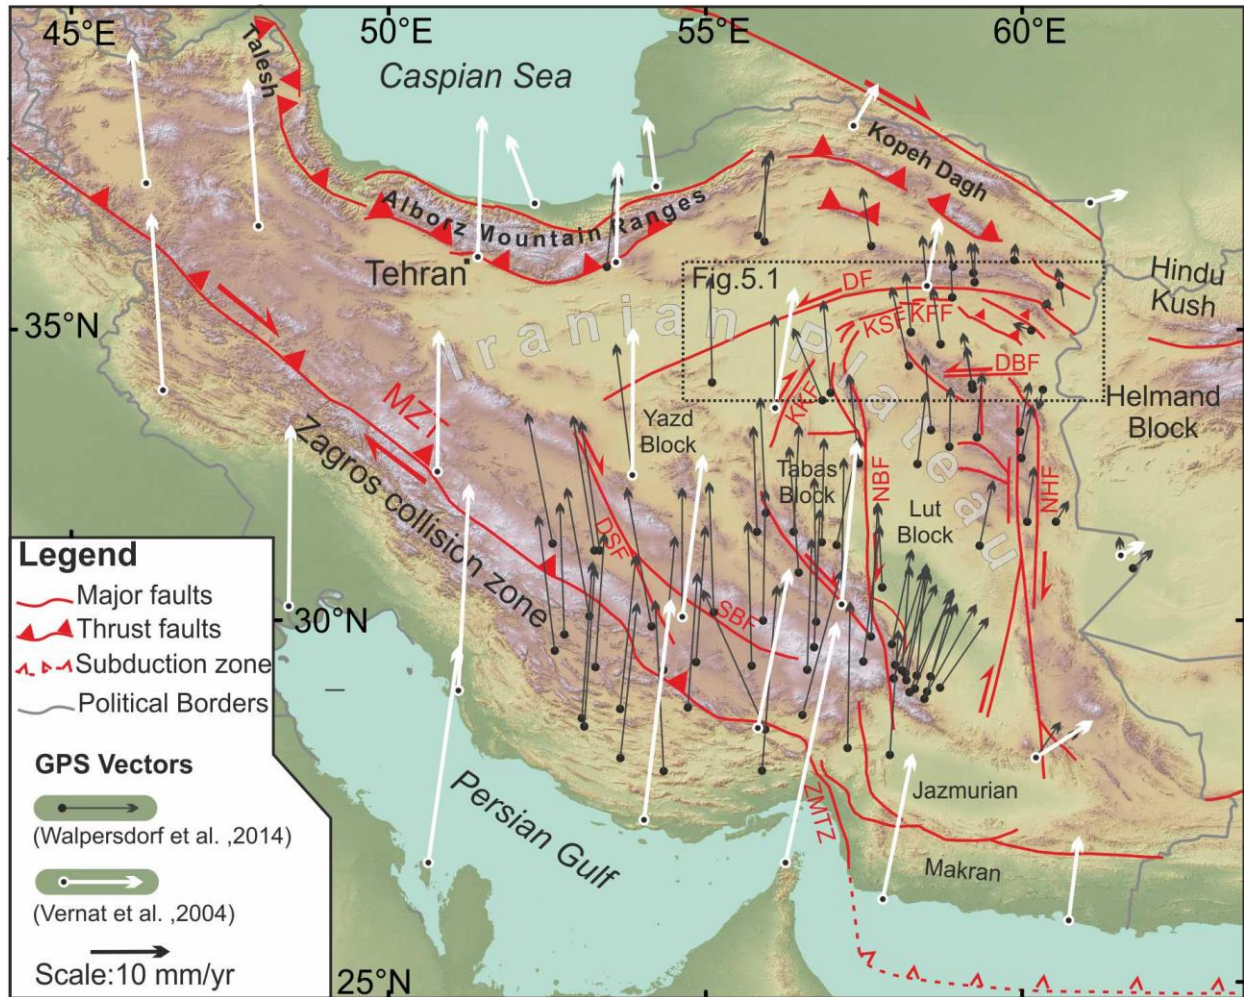 45°E
50°E
55°E
60°E
Talesh
Caspian Sea
Kopeh Dagh
Alborz Mountain Ranges
Tehran
Hindu
Kush
Fig.5.1
DF
35°N
Iranian Plateau
KSF
KFF
DBF
MZT
KKF
Helmand
Block
Yazd
Block
Zagros collision zone
Tabas
Block
NBF
NHF
Lut
Block
DSF
30°N
SBF
Legend
Major faults
Thrust faults
Subduction zone
Political Borders
GPS Vectors
(Walpersdorf et al. ,2014)
(Vernat et al. ,2004)
Scale:10 mm/yr
Persian Gulf
ZMTZ
Jazmurian
Makran
25°N